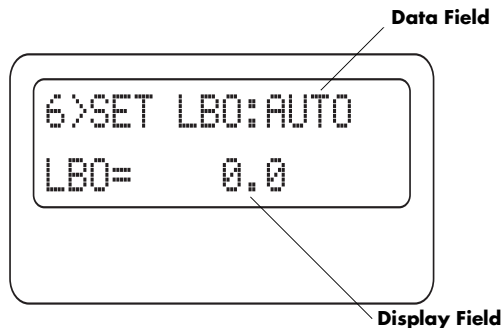 Data Field
6>SET LBO:AUTO
LBO= 0.0
Display Field